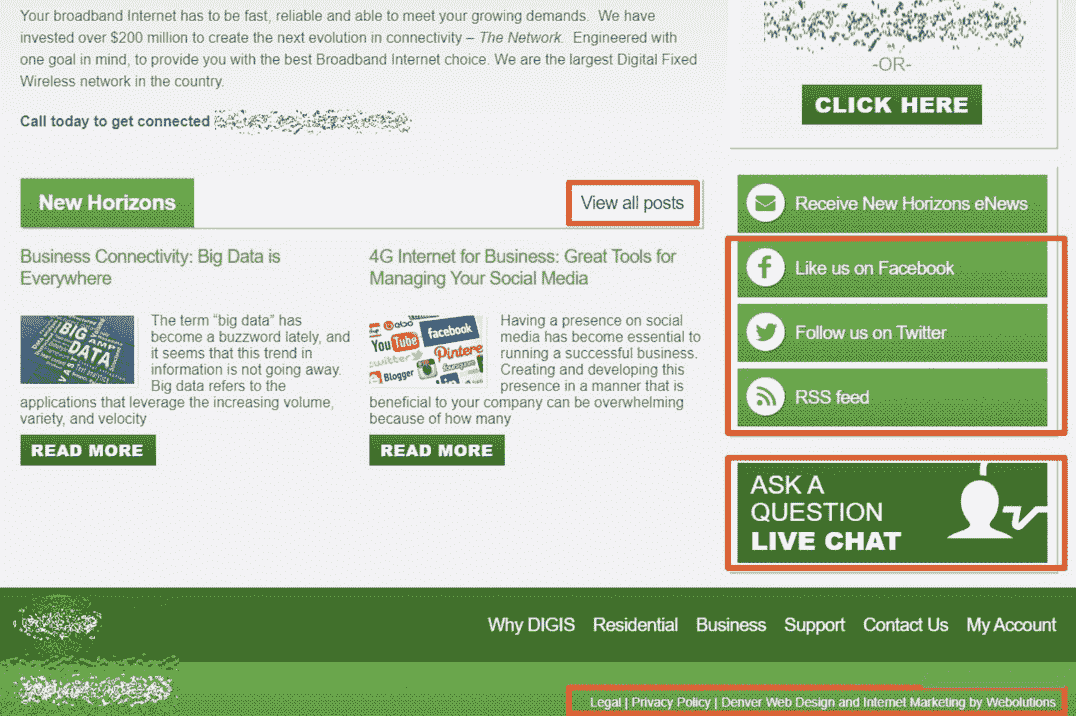 Your broadband Internet has to be fast, reliable and able to meet your growing demands. We have
invested over $200 million to create the next evolution in connectivity – The Network. Engineered with
one goal in mind, to provide you with the best Broadband Internet choice. We are the largest Digital Fixed
Wireless network in the country.
Call today to get connected
-OR-
CLICK HERE
New Horizons
View all posts
Business Connectivity: Big Data is
Everywhere
BIG
DATA
The term “big data” has
become a buzzword lately, and
it seems that this trend in
information is not going away.
Big data refers to the
applications that leverage the increasing volume,
variety, and velocity
READ MORE
4G Internet for Business: Great Tools for
Managing Your Social Media
facebook
YouTube
Pinterest
twitter
Blogger
foursquare
Having a presence on social
media has become essential to
running a successful business.
Creating and developing this
presence in a manner that is
beneficial to your company can be overwhelming
because of how many
READ MORE
Receive New Horizons eNews
Like us on Facebook
Follow us on Twitter
RSS feed
ASK A
QUESTION
LIVE CHAT
Why DIGIS Residential Business Support Contact Us My Account
Legal | Privacy Policy | Denver Web Design and Internet Marketing by Webolutions